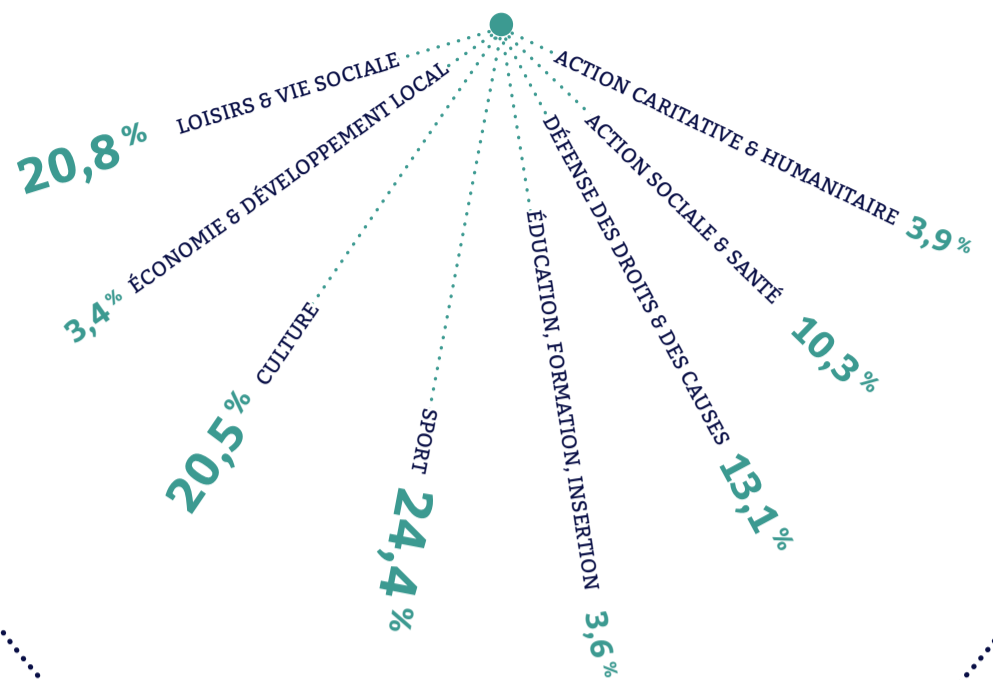 LOISIRS & VIE SOCIALE 20,8 %
ÉCONOMIE & DÉVELOPPEMENT LOCAL 3,4 %
CULTURE 20,5 %
SPORT 24,4 %
ÉDUCATION, FORMATION, INSERTION 3,6 %
DÉFENSE DES DROITS & DES CAUSES 13,1 %
ACTION SOCIALE & SANTÉ 10,3 %
ACTION CARITATIVE & HUMANITAIRE 3,9 %